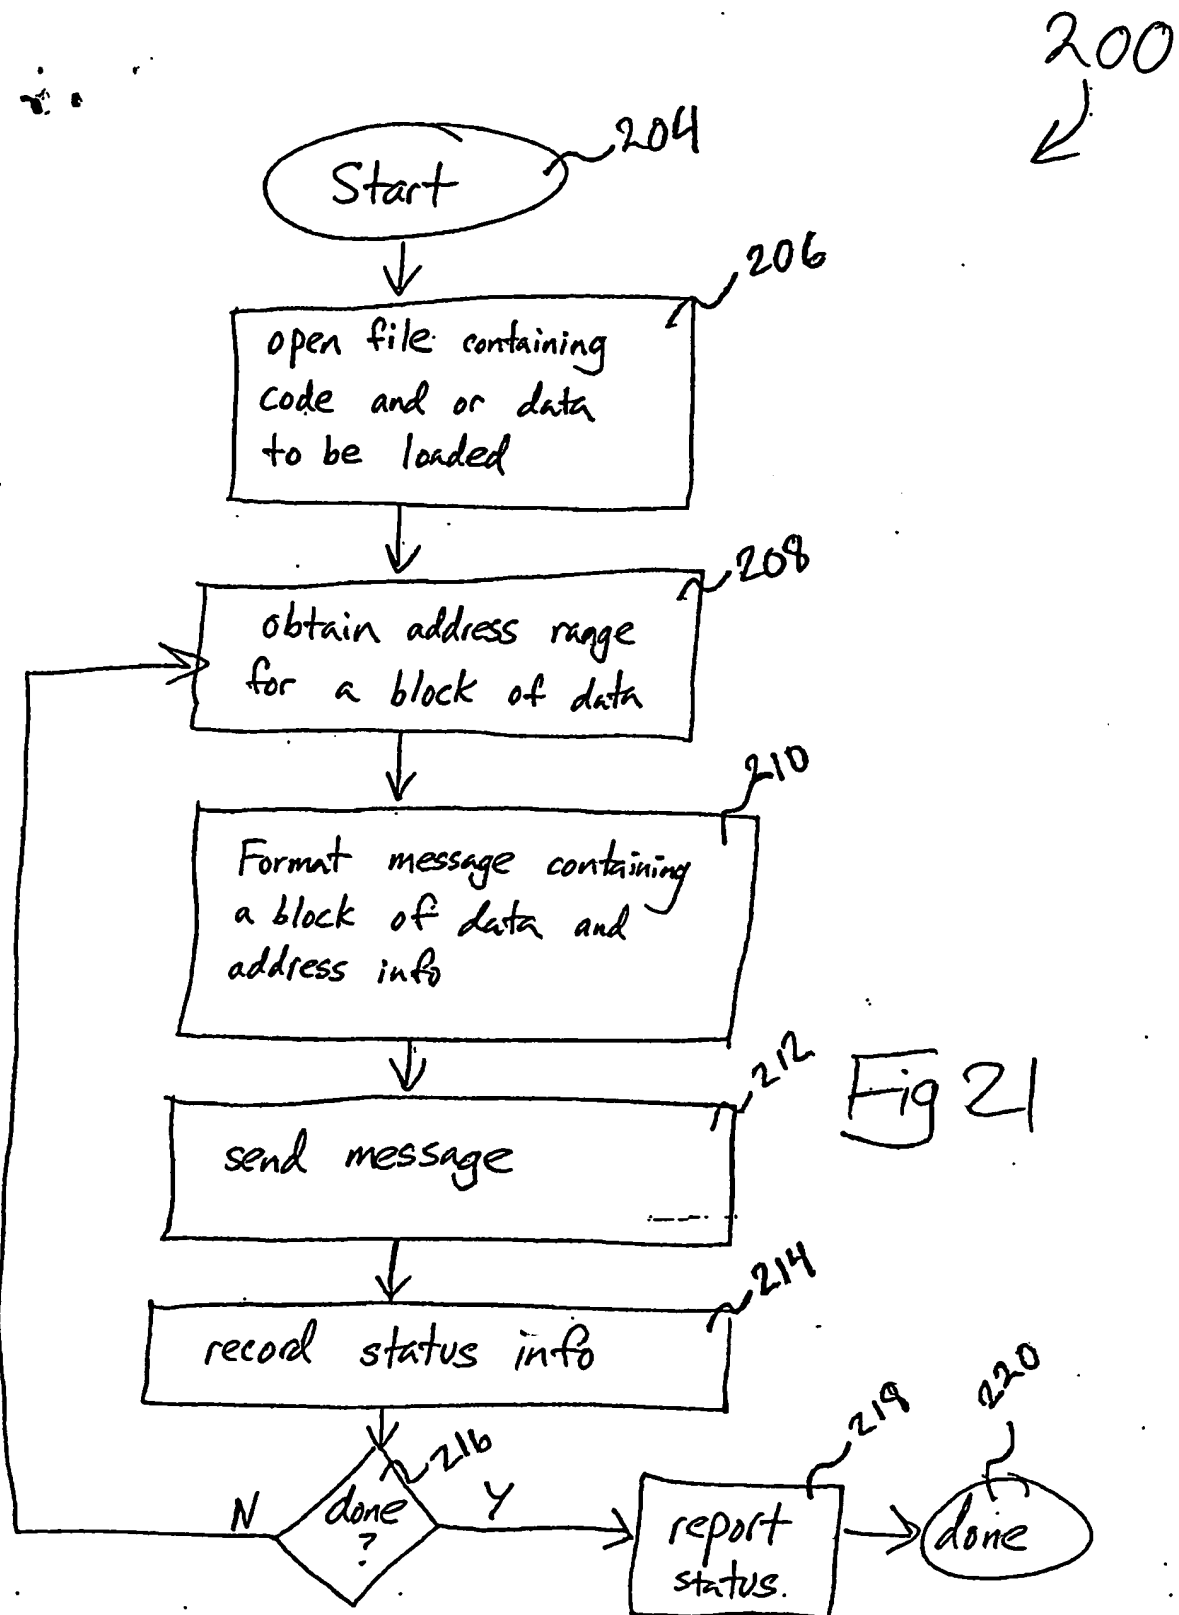 200
204
Start
206
open file containing
code and or data
to be loaded
208
obtain address range
for a block of data
210
Format message containing
a block of data and
address info
212
send message
Fig 21
214
record status info
216
done
?
N
Y
218
report
status.
220
done